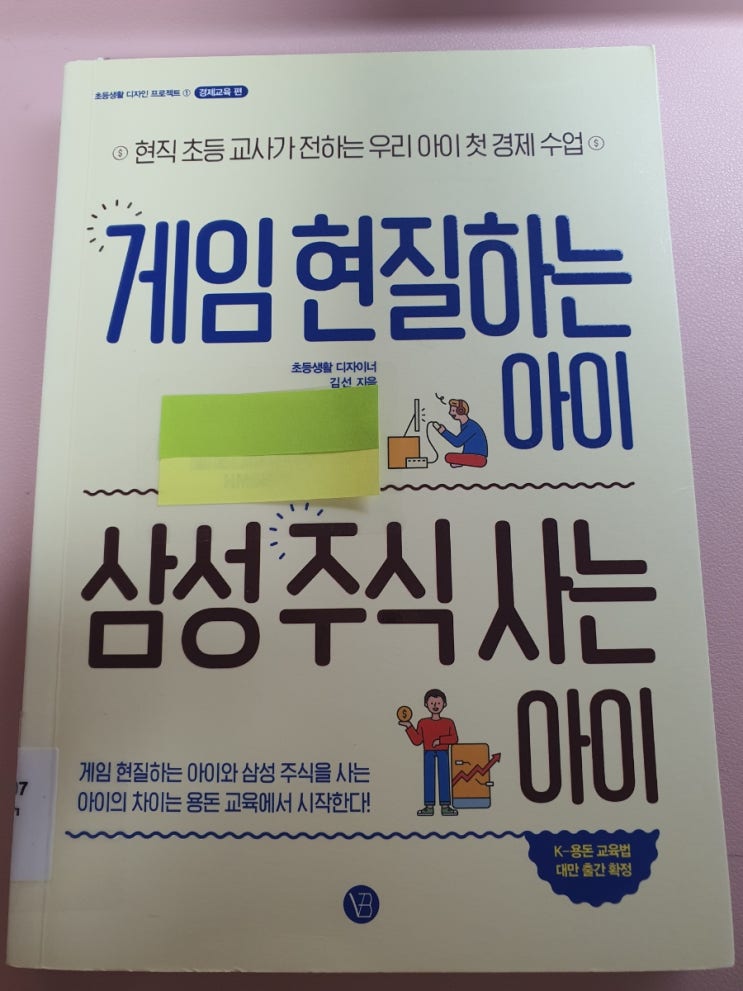 초등생활 디자인 프로젝트 ① 경제교육 편
현직 초등 교사가 전하는 우리 아이 첫 경제 수업
게임 현질하는
아이
초등생활 디자이너
김선 지음
삼성 주식 사는
아이
게임 현질하는 아이와 삼성 주식을 사는
아이의 차이는 용돈 교육에서 시작한다!
K-용돈 교육법
대만 출간 확정
VB